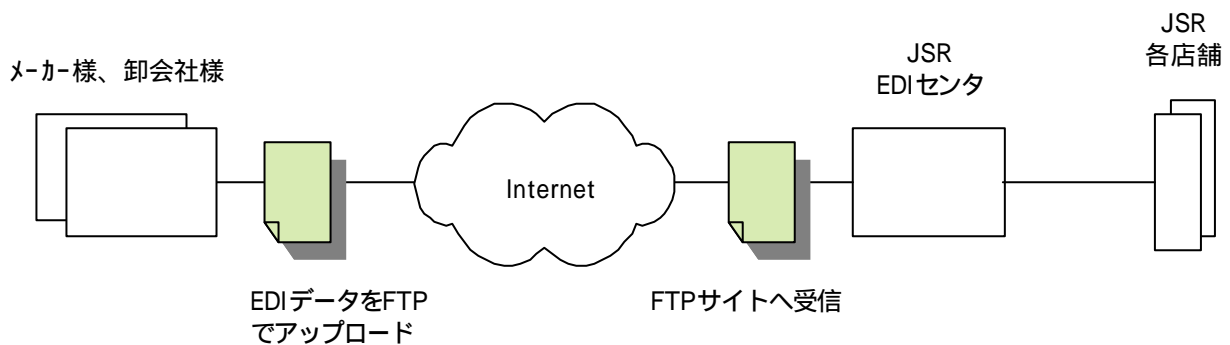 メーカー様、卸会社様
JSR
EDIセンタ
JSR
各店舗
Internet
EDIデータをFTP
でアップロード
FTPサイトへ受信